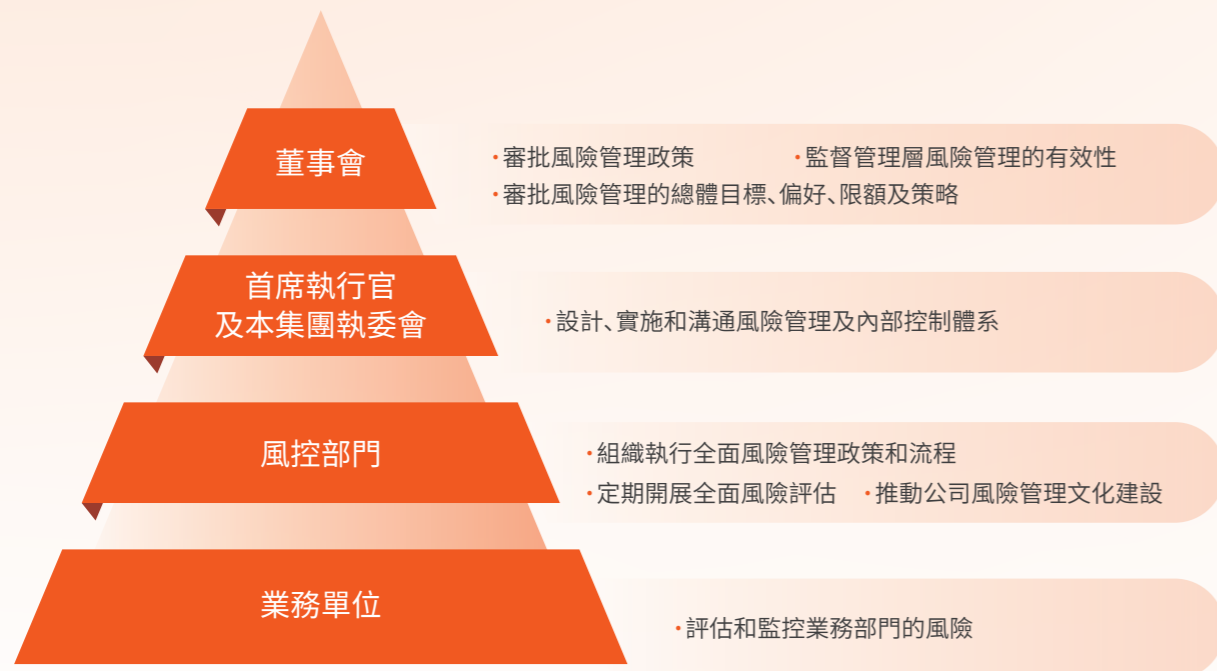 董事會
·審批風險管理政策 ·監督管理層風險管理的有效性
·審批風險管理的總體目標、偏好、限額及策略
首席執行官
及本集團執委會
·設計、實施和溝通風險管理及內部控制體系
風控部門
·組織執行全面風險管理政策和流程
·定期開展全面風險評估 ·推動公司風險管理文化建設
業務單位
·評估和監控業務部門的風險